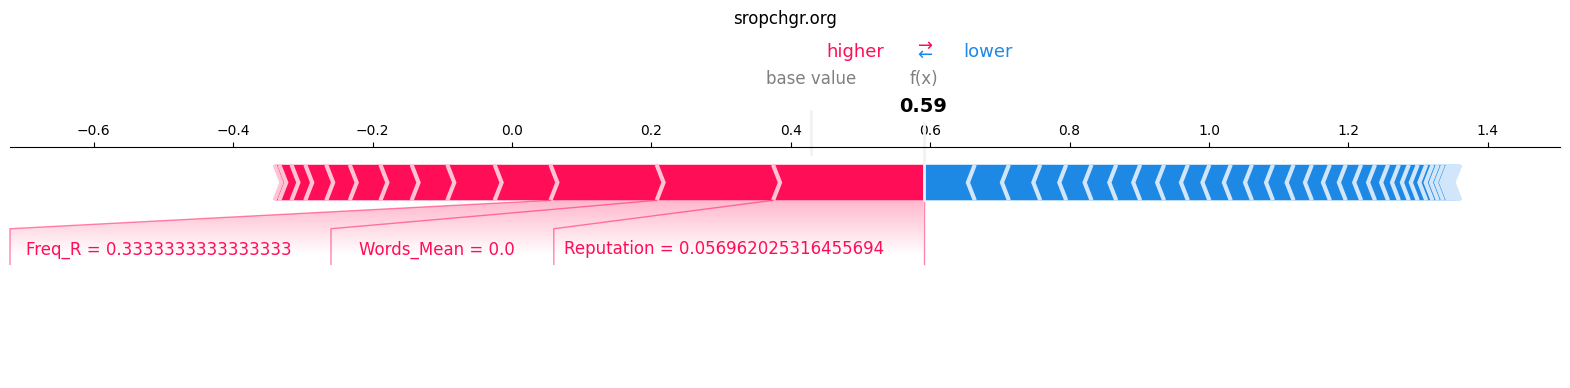 sropchgr.org
higher ⇄ lower
base value f(x)
0.59
−0.6 −0.4 −0.2 0.0 0.2 0.4 0.6 0.8 1.0 1.2 1.4
Freq_R = 0.3333333333333333 Words_Mean = 0.0 Reputation = 0.056962025316455694